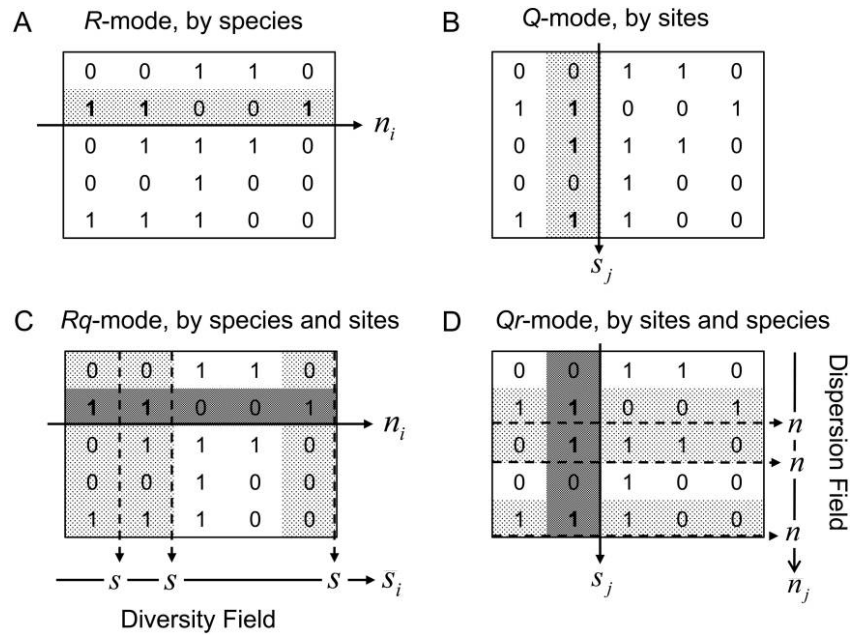 A
R-mode, by species
0 0 1 1 0
1 1 0 0 1
n_i
0 1 1 1 0
0 0 1 0 0
1 1 1 0 0
B
Q-mode, by sites
0 0 1 1 0
1 1 0 0 1
0 1 1 1 0
0 0 1 0 0
1 1 1 0 0
s_j
C
Rq-mode, by species and sites
0 0 1 1 0
1 1 0 0 1
n_i
0 1 1 1 0
0 0 1 0 0
1 1 1 0 0
s s s s̄_i
Diversity Field
D
Qr-mode, by sites and species
0 0 1 1 0
1 1 0 0 1
n
0 1 1 1 0
n
0 0 1 0 0
1 1 1 0 0
n
s_j
n_j
Dispersion Field